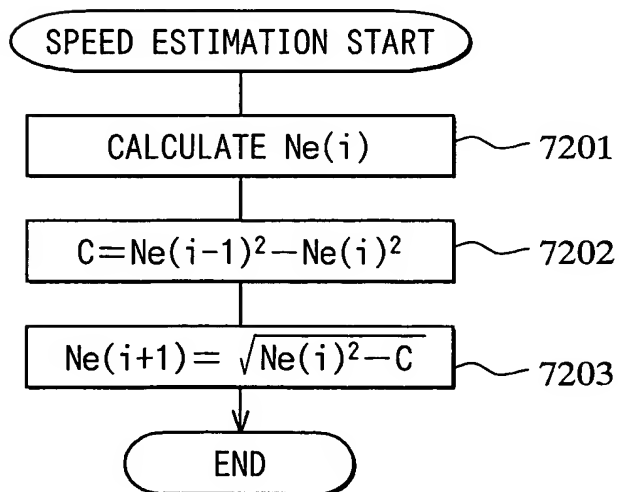 SPEED ESTIMATION START
CALCULATE Ne(i)
7201
C=Ne(i-1)²-Ne(i)²
7202
Ne(i+1)= √Ne(i)²-C
7203
END